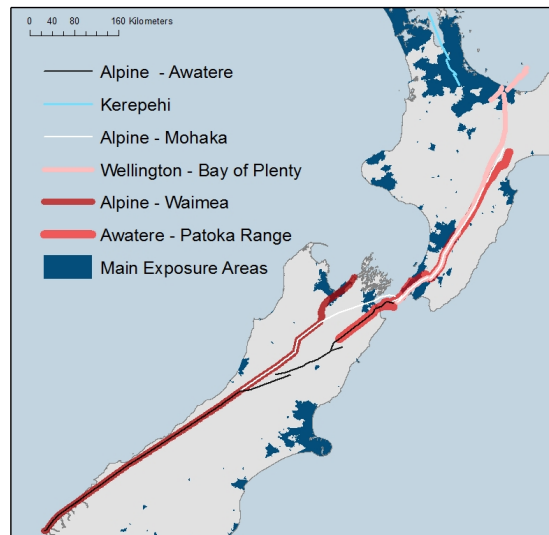 0 40 80 160 Kilometers
Alpine - Awatere
Kerepehi
Alpine - Mohaka
Wellington - Bay of Plenty
Alpine - Waimea
Awatere - Patoka Range
Main Exposure Areas